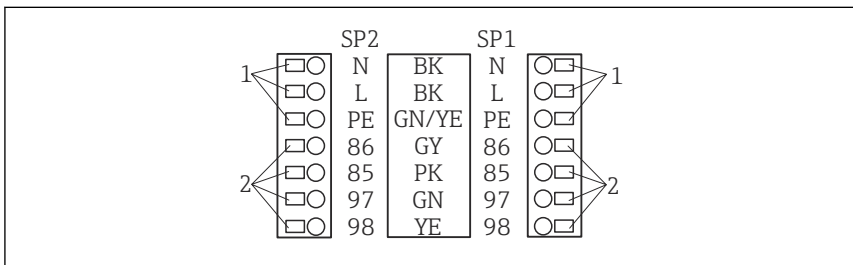 SP2 SP1
N BK N
1 L BK L 1
PE GN/YE PE
86 GY 86
2 85 PK 85 2
97 GN 97
98 YE 98